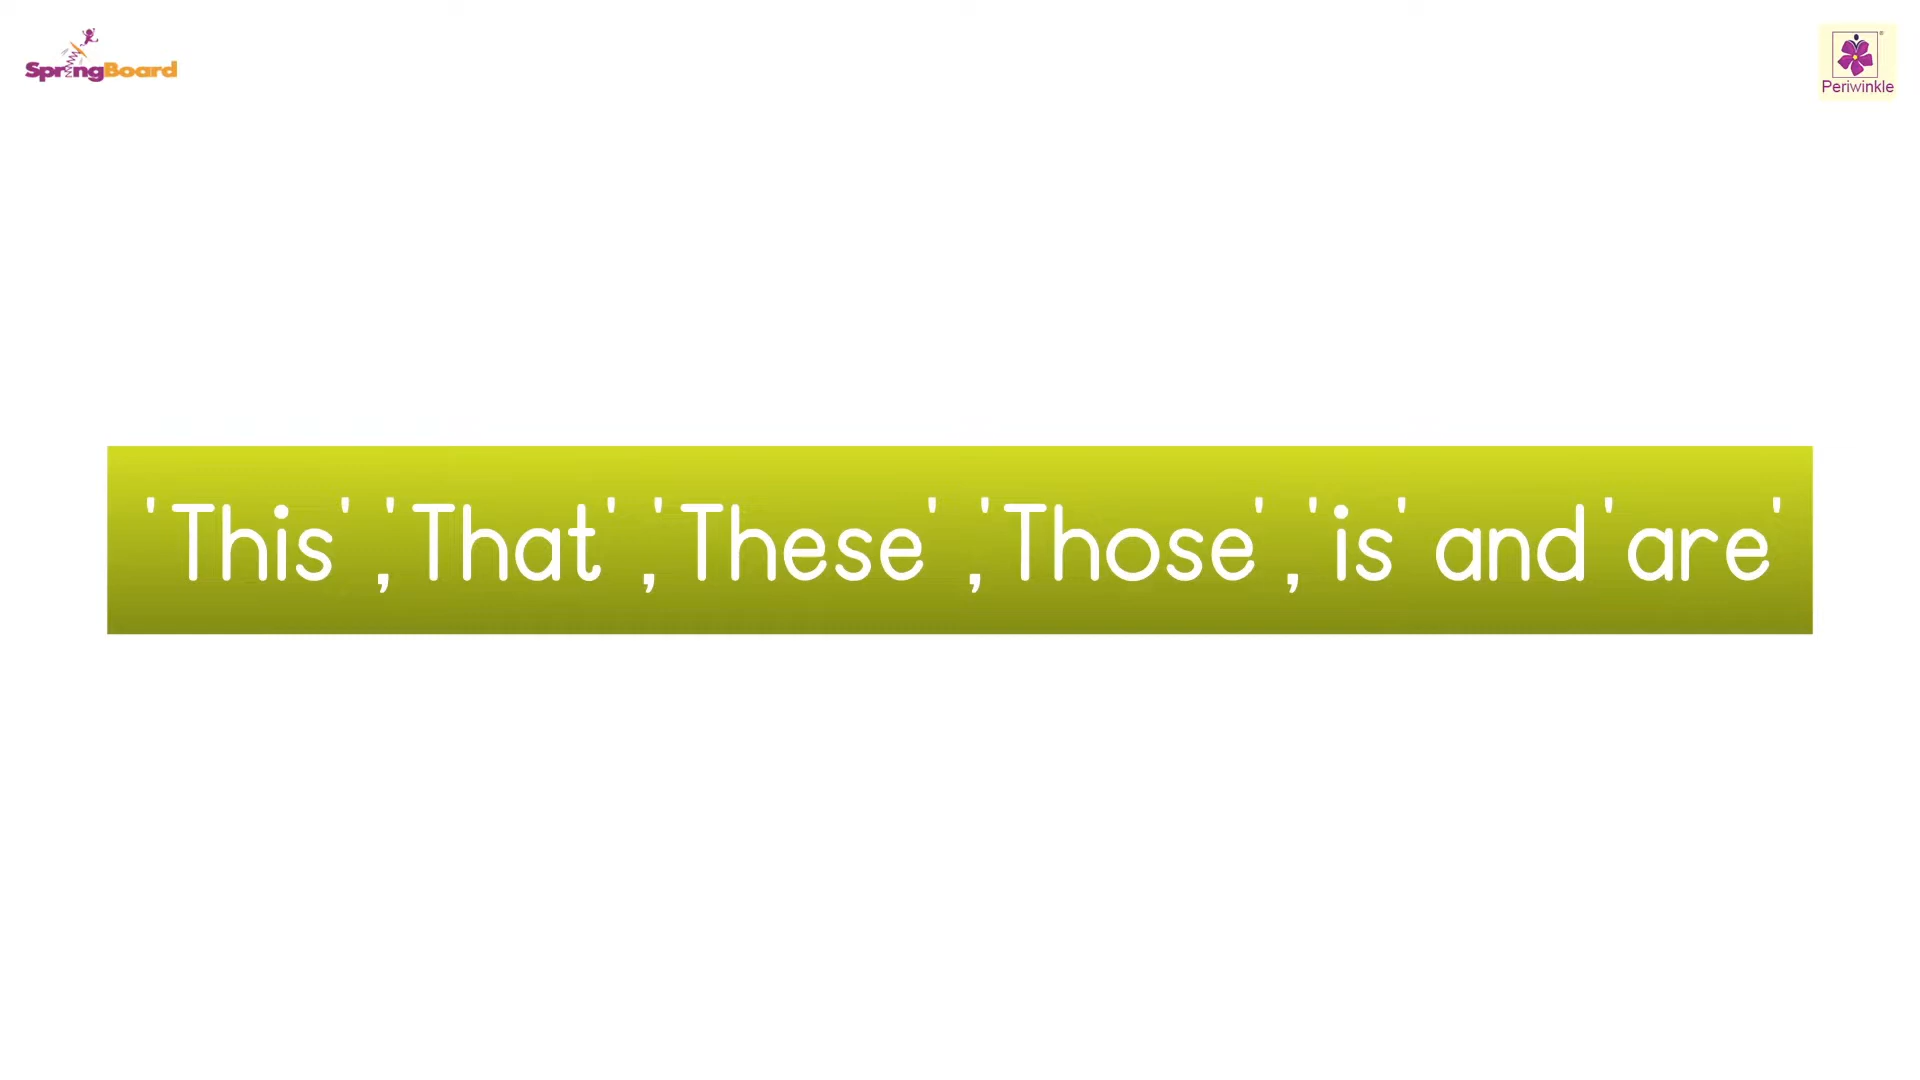 SpringBoard
Periwinkle
'This' ,'That' ,'These' ,'Those' ,'is' and 'are'